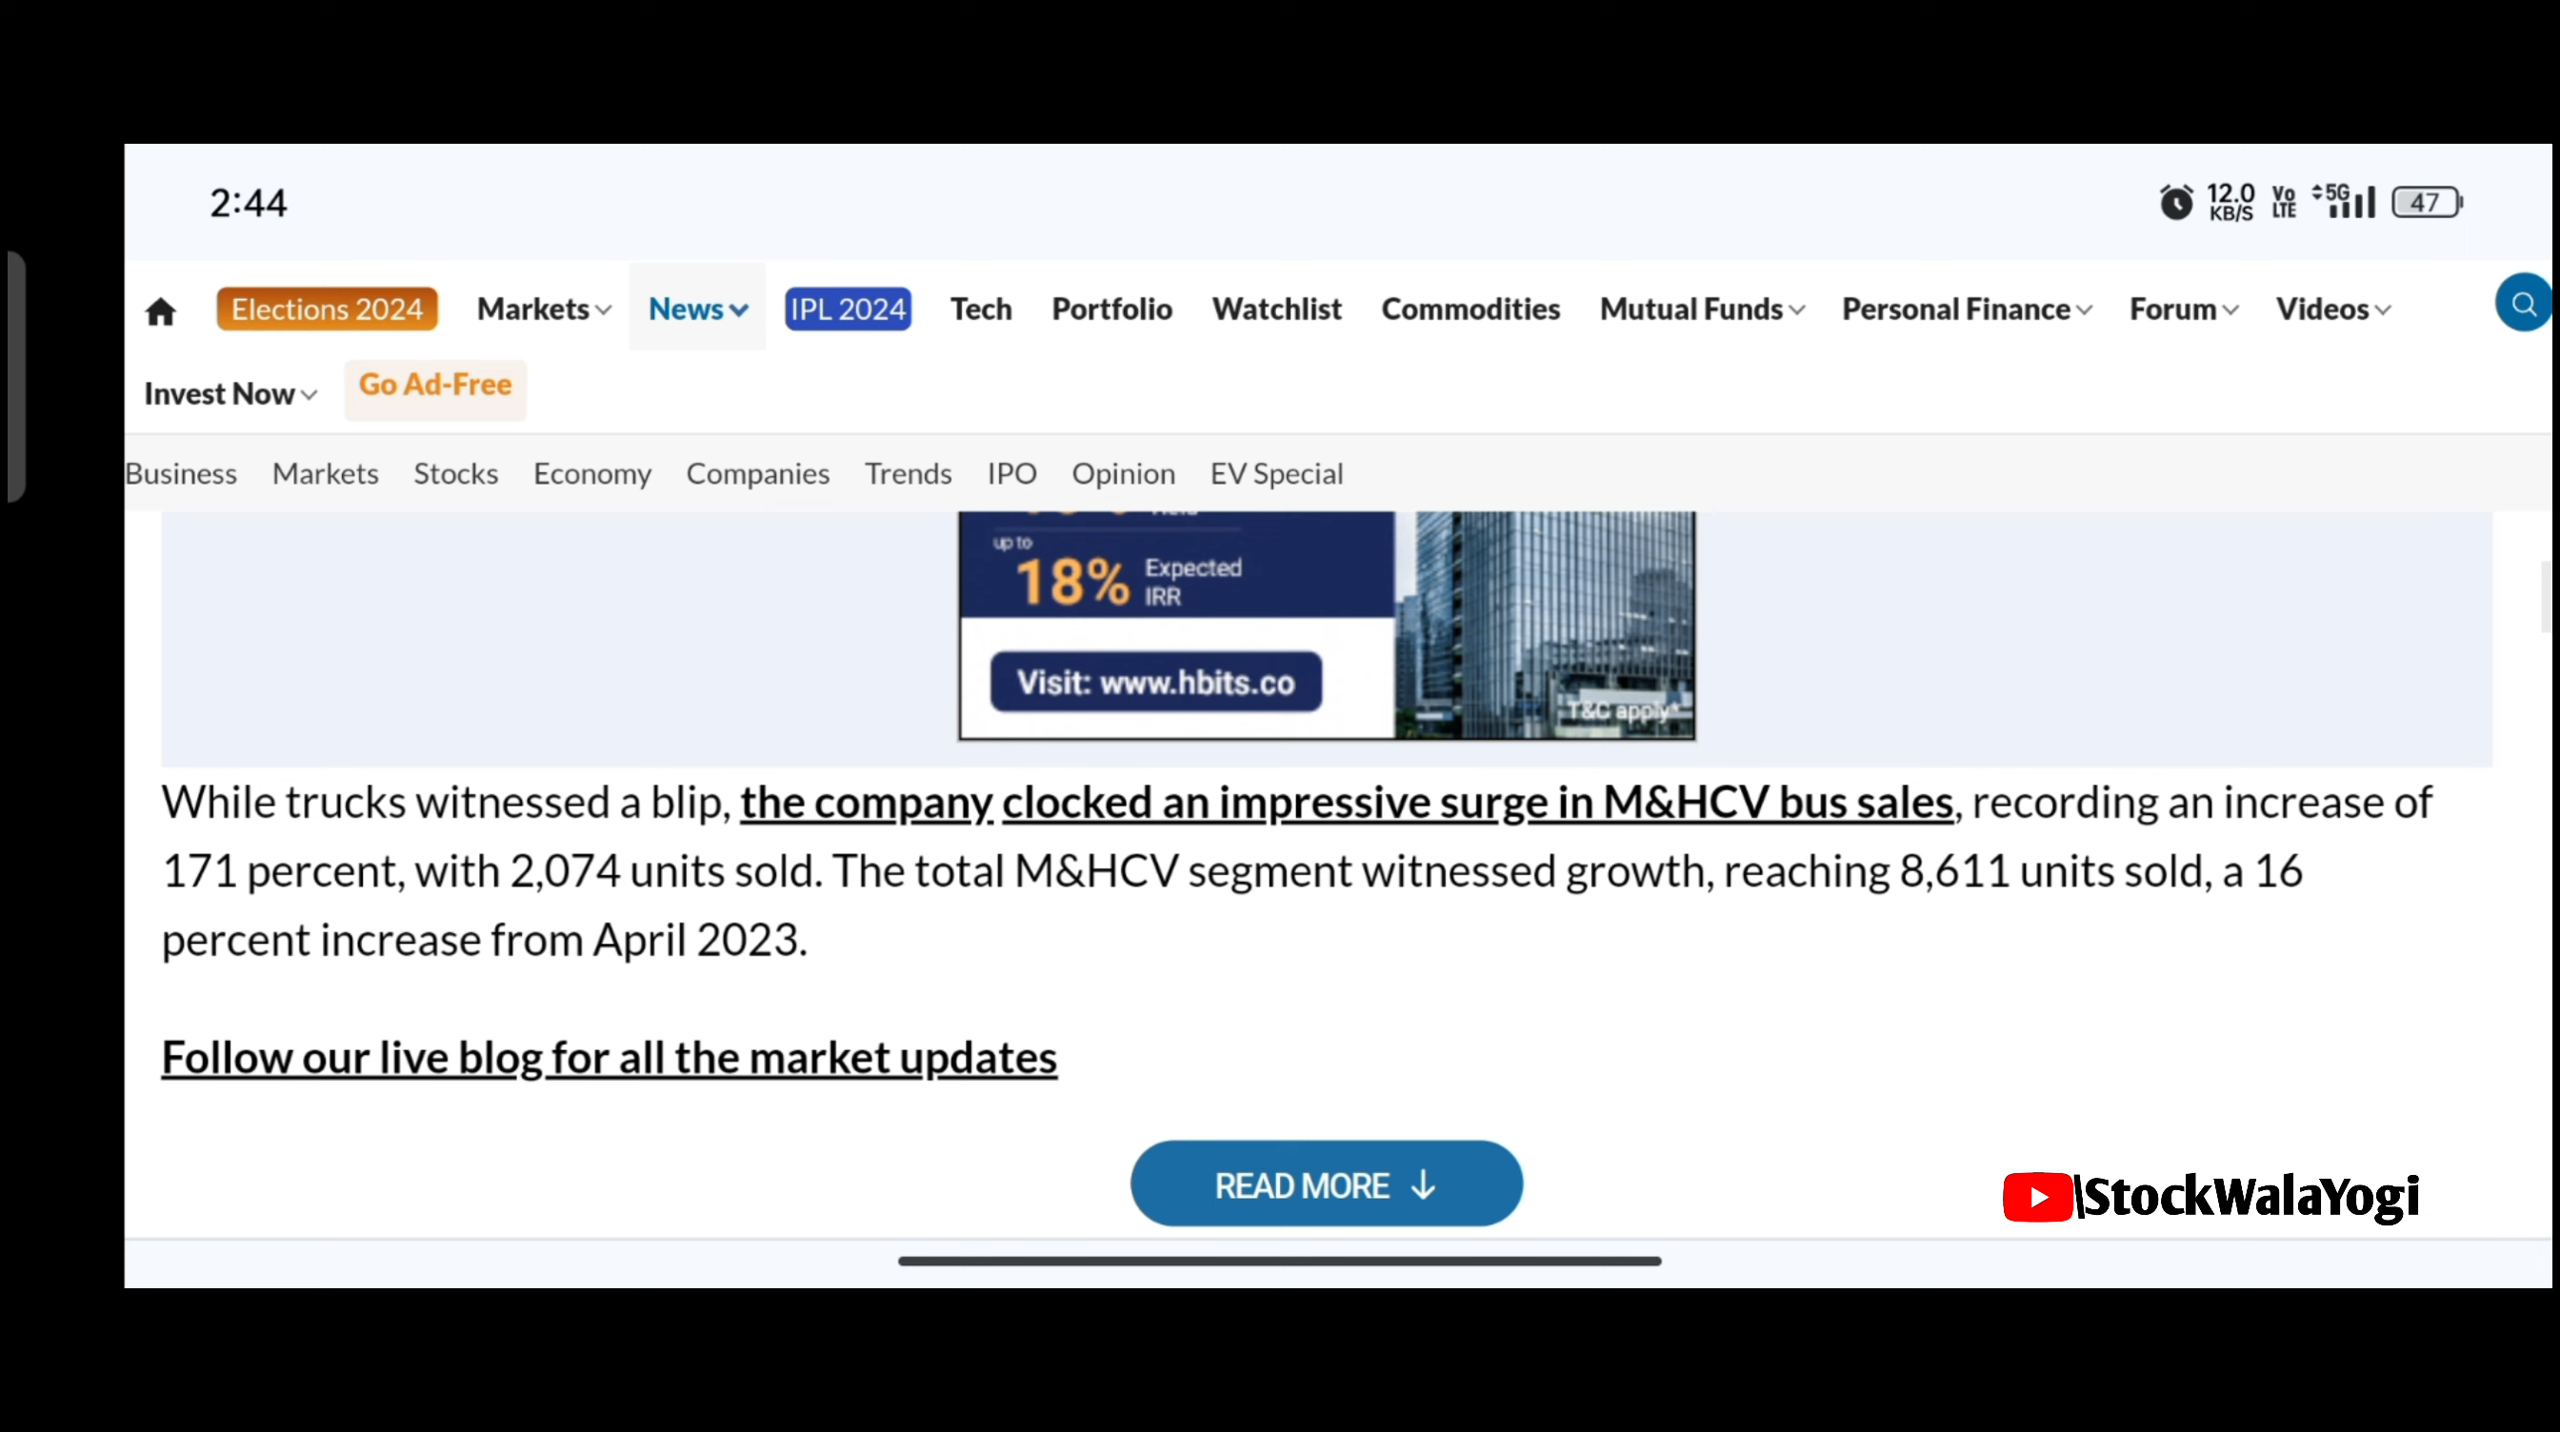 2:44
12.0 KB/S Vo LTE 5G 47
Elections 2024 Markets News IPL 2024 Tech Portfolio Watchlist Commodities Mutual Funds Personal Finance Forum Videos
Invest Now Go Ad-Free
Business Markets Stocks Economy Companies Trends IPO Opinion EV Special
up to
18% Expected IRR
Visit: www.hbits.co
T&C apply*
While trucks witnessed a blip, the company clocked an impressive surge in M&HCV bus sales, recording an increase of
171 percent, with 2,074 units sold. The total M&HCV segment witnessed growth, reaching 8,611 units sold, a 16
percent increase from April 2023.
Follow our live blog for all the market updates
READ MORE
\StockWalaYogi